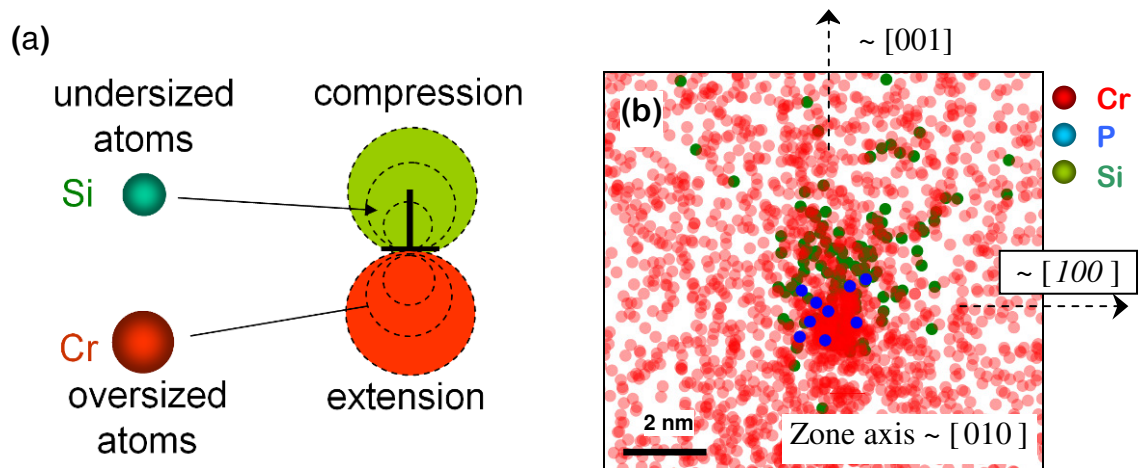 (a)
undersized
atoms
Si
Cr
oversized
atoms
compression
extension
~ [001]
(b)
Cr
P
Si
~ [100]
2 nm
Zone axis ~ [010]